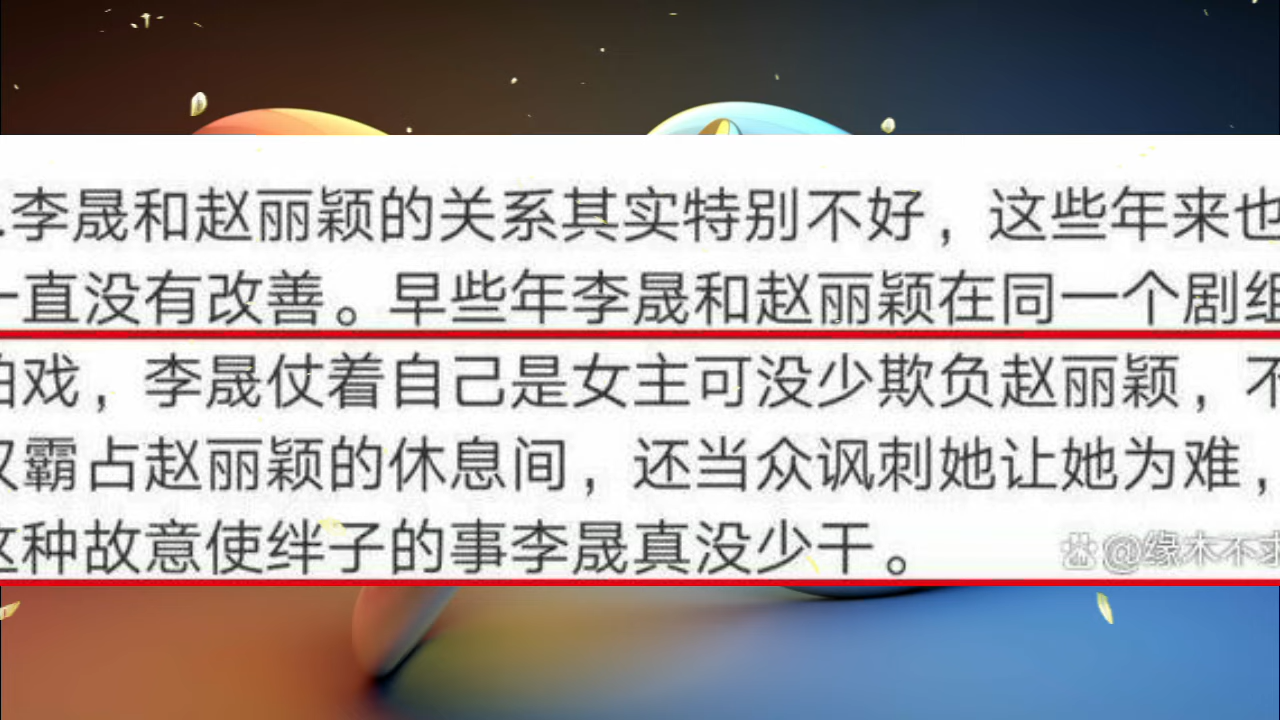 李晟和赵丽颖的关系其实特别不好，这些年来也
一直没有改善。早些年李晟和赵丽颖在同一个剧组
拍戏，李晟仗着自己是女主可没少欺负赵丽颖，不
仅霸占赵丽颖的休息间，还当众讽刺她让她为难，
这种故意使绊子的事李晟真没少干。
@缘木不求